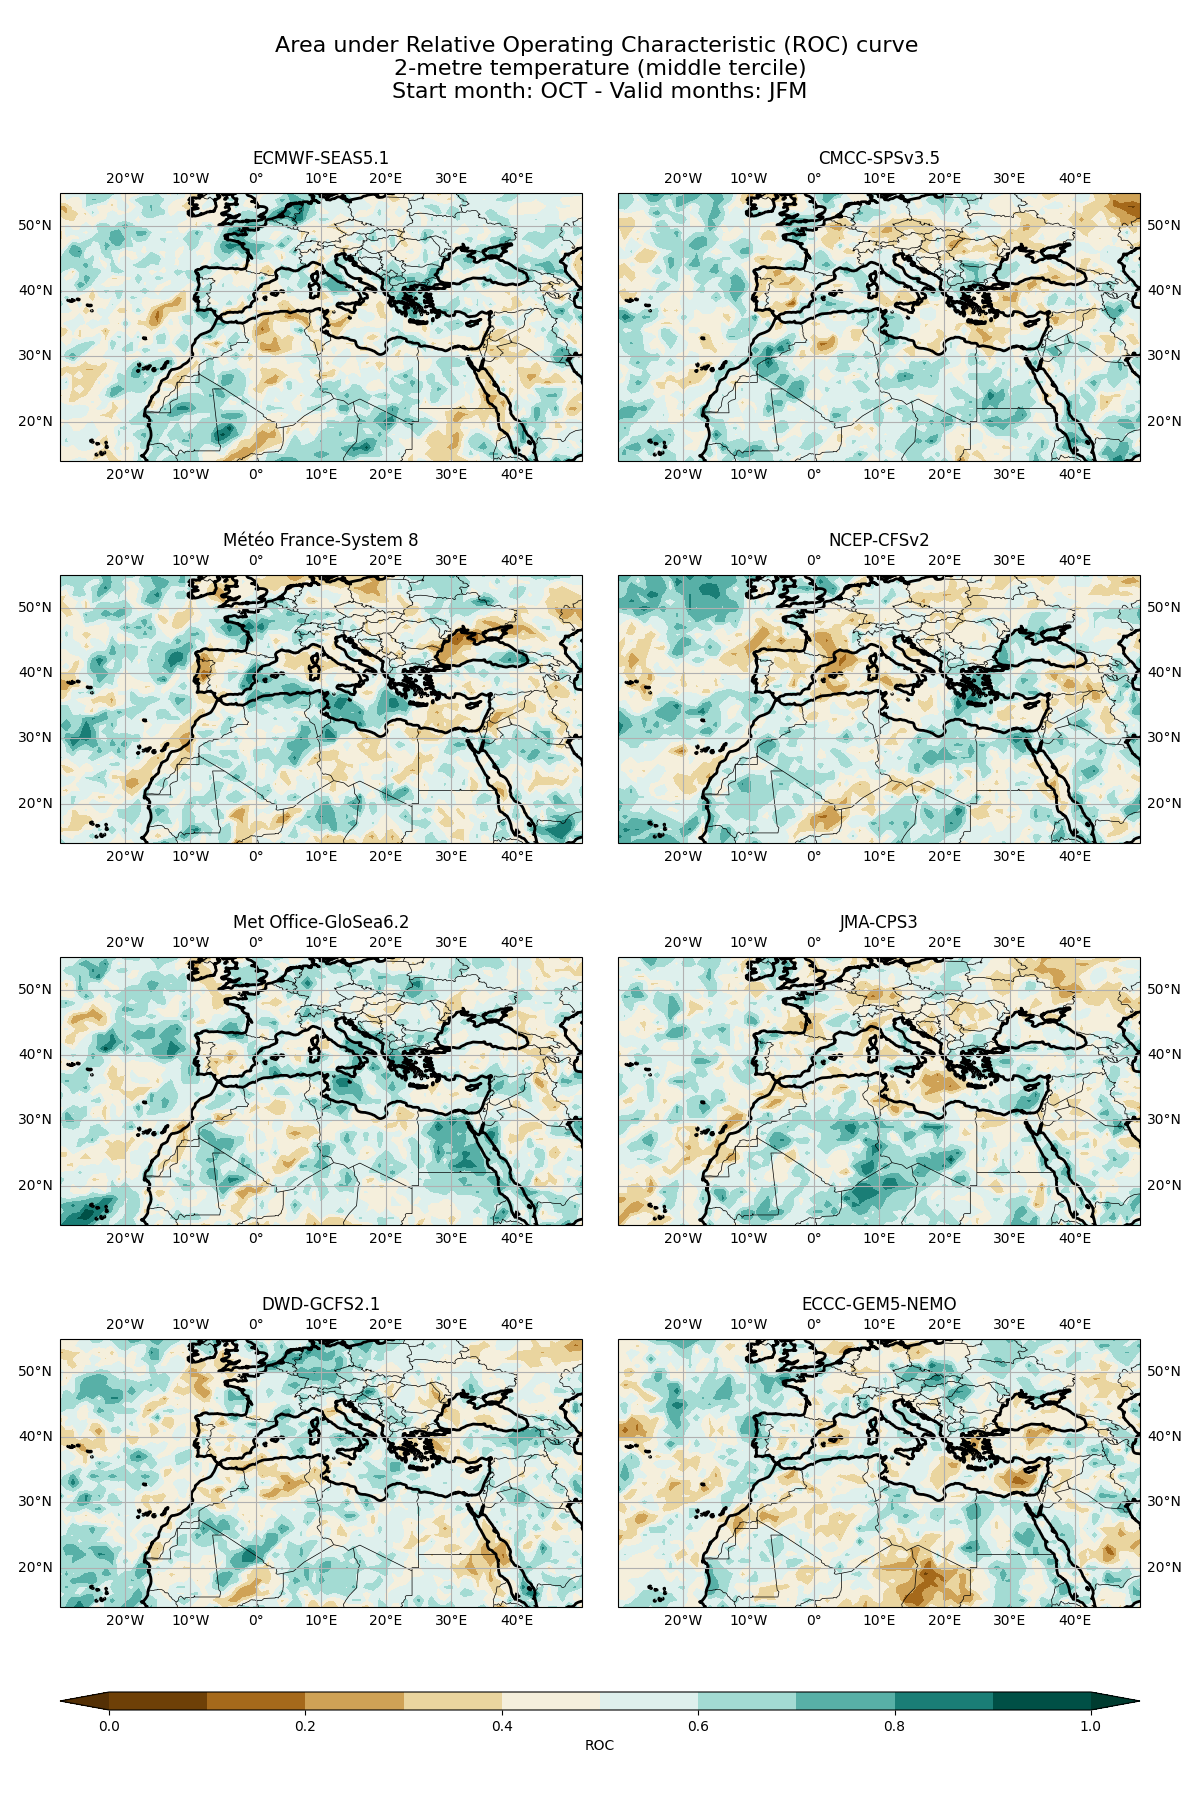 Area under Relative Operating Characteristic (ROC) curve
2-metre temperature (middle tercile)
Start month: OCT - Valid months: JFM
ECMWF-SEAS5.1
CMCC-SPSv3.5
20°W 10°W 0° 10°E 20°E 30°E 40°E
20°W 10°W 0° 10°E 20°E 30°E 40°E
50°N
50°N
40°N
40°N
30°N
30°N
20°N
20°N
20°W 10°W 0° 10°E 20°E 30°E 40°E
20°W 10°W 0° 10°E 20°E 30°E 40°E
Météo France-System 8
NCEP-CFSv2
20°W 10°W 0° 10°E 20°E 30°E 40°E
20°W 10°W 0° 10°E 20°E 30°E 40°E
50°N
50°N
40°N
40°N
30°N
30°N
20°N
20°N
20°W 10°W 0° 10°E 20°E 30°E 40°E
20°W 10°W 0° 10°E 20°E 30°E 40°E
Met Office-GloSea6.2
JMA-CPS3
20°W 10°W 0° 10°E 20°E 30°E 40°E
20°W 10°W 0° 10°E 20°E 30°E 40°E
50°N
50°N
40°N
40°N
30°N
30°N
20°N
20°N
20°W 10°W 0° 10°E 20°E 30°E 40°E
20°W 10°W 0° 10°E 20°E 30°E 40°E
DWD-GCFS2.1
ECCC-GEM5-NEMO
20°W 10°W 0° 10°E 20°E 30°E 40°E
20°W 10°W 0° 10°E 20°E 30°E 40°E
50°N
50°N
40°N
40°N
30°N
30°N
20°N
20°N
20°W 10°W 0° 10°E 20°E 30°E 40°E
20°W 10°W 0° 10°E 20°E 30°E 40°E
0.0 0.2 0.4 0.6 0.8 1.0
ROC